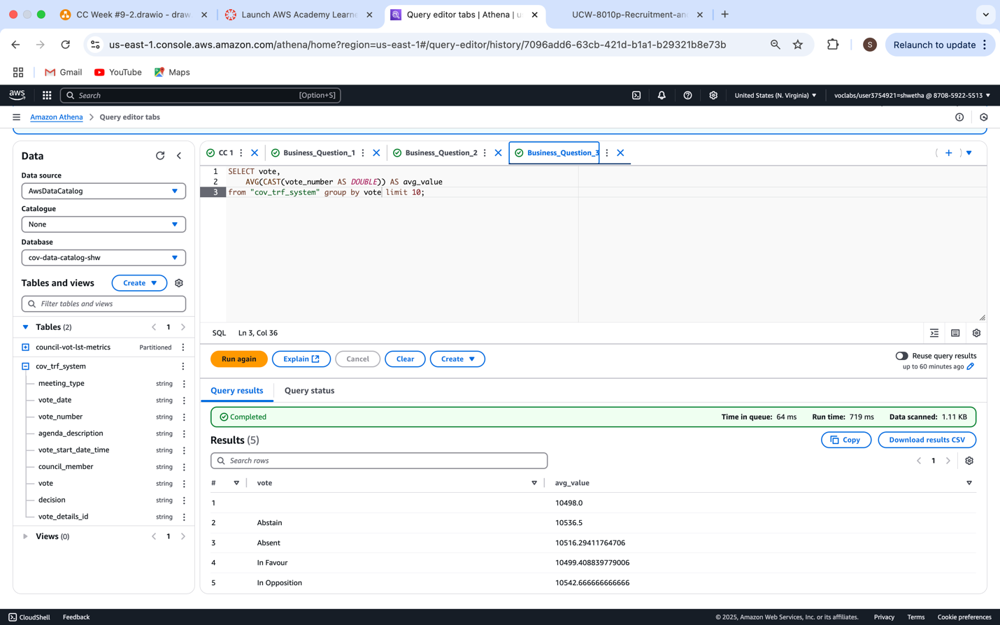 CC Week #9-2.drawio - draw
Launch AWS Academy Learne
Query editor tabs | Athena | u
UCW-8010p-Recruitment-an
us-east-1.console.aws.amazon.com/athena/home?region=us-east-1#/query-editor/history/7096add6-63cb-421d-b1a1-b29321b8e73b
S
Relaunch to update
Gmail
YouTube
Maps
aws
Search
[Option+S]
United States (N. Virginia)
voclabs/user3754921=shwetha @ 8708-5922-5513
Amazon Athena
Query editor tabs
Data
Data source
AwsDataCatalog
Catalogue
None
Database
cov-data-catalog-shw
Tables and views
Create
Filter tables and views
Tables (2)
1
council-vot-lst-metrics
Partitioned
cov_trf_system
meeting_type string
vote_date string
vote_number string
agenda_description string
vote_start_date_time string
council_member string
vote string
decision string
vote_details_id string
Views (0)
1
CC 1
Business_Question_1
Business_Question_2
Business_Question_3
1 SELECT vote,
2 AVG(CAST(vote_number AS DOUBLE)) AS avg_value
3 from "cov_trf_system" group by vote limit 10;
SQL
Ln 3, Col 36
Run again
Explain
Cancel
Clear
Create
Reuse query results
up to 60 minutes ago
Query results
Query status
Completed
Time in queue: 64 ms
Run time: 719 ms
Data scanned: 1.11 KB
Results (5)
Copy
Download results CSV
Search rows
1
# vote avg_value
1 10498.0
2 Abstain 10536.5
3 Absent 10516.29411764706
4 In Favour 10499.408839779006
5 In Opposition 10542.666666666666
CloudShell
Feedback
© 2025, Amazon Web Services, Inc. or its affiliates.
Privacy
Terms
Cookie preferences